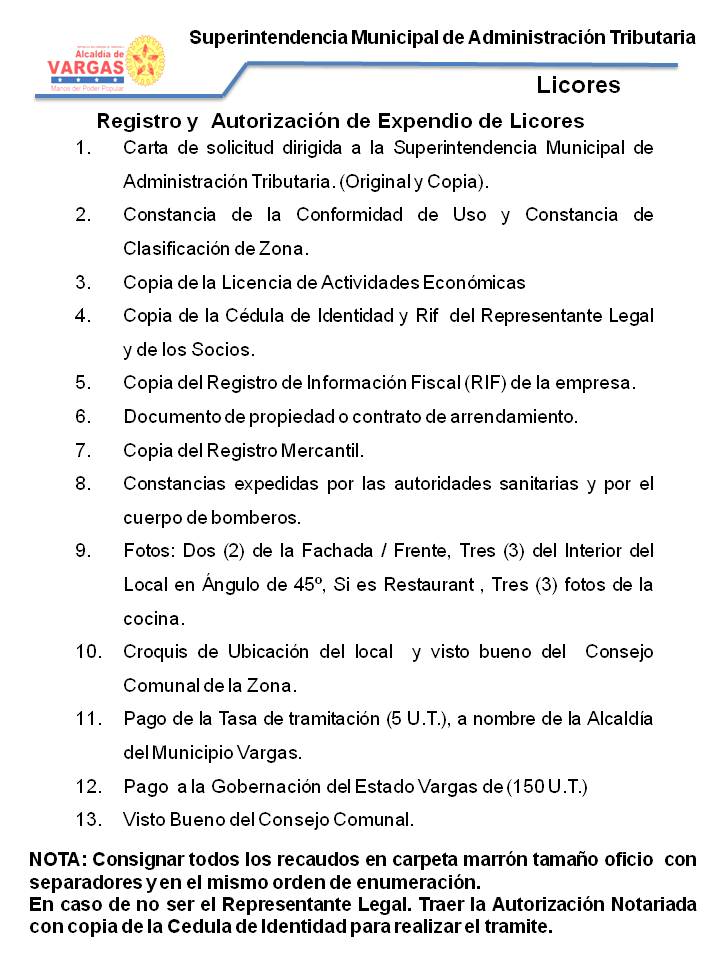 Superintendencia Municipal de Administración Tributaria
Alcaldía de
VARGAS
Manos del Poder Popular
Licores
Registro y Autorización de Expendio de Licores
1. Carta de solicitud dirigida a la Superintendencia Municipal de
Administración Tributaria. (Original y Copia).
2. Constancia de la Conformidad de Uso y Constancia de
Clasificación de Zona.
3. Copia de la Licencia de Actividades Económicas
4. Copia de la Cédula de Identidad y Rif del Representante Legal
y de los Socios.
5. Copia del Registro de Información Fiscal (RIF) de la empresa.
6. Documento de propiedad o contrato de arrendamiento.
7. Copia del Registro Mercantil.
8. Constancias expedidas por las autoridades sanitarias y por el
cuerpo de bomberos.
9. Fotos: Dos (2) de la Fachada / Frente, Tres (3) del Interior del
Local en Ángulo de 45º, Si es Restaurant , Tres (3) fotos de la
cocina.
10. Croquis de Ubicación del local y visto bueno del Consejo
Comunal de la Zona.
11. Pago de la Tasa de tramitación (5 U.T.), a nombre de la Alcaldía
del Municipio Vargas.
12. Pago a la Gobernación del Estado Vargas de (150 U.T.)
13. Visto Bueno del Consejo Comunal.
NOTA: Consignar todos los recaudos en carpeta marrón tamaño oficio con
separadores y en el mismo orden de enumeración.
En caso de no ser el Representante Legal. Traer la Autorización Notariada
con copia de la Cedula de Identidad para realizar el tramite.